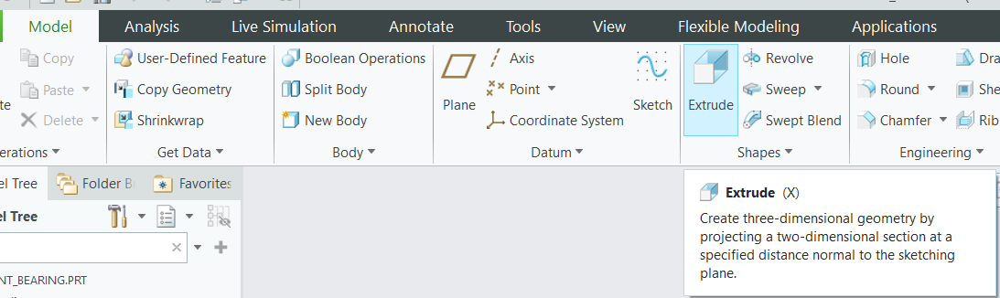 Model Analysis Live Simulation Annotate Tools View Flexible Modeling Applications
Copy
Paste
Delete
User-Defined Feature
Copy Geometry
Shrinkwrap
Get Data
Boolean Operations
Split Body
New Body
Body
Plane
Axis
Point
Coordinate System
Sketch
Datum
Extrude
Revolve
Sweep
Swept Blend
Shapes
Hole
Round
Chamfer
Dra
She
Rib
Engineering
te
erations
el Tree
Folder B
Favorites
el Tree
NT_BEARING.PRT
Extrude (X)
Create three-dimensional geometry by
projecting a two-dimensional section at a
specified distance normal to the sketching
plane.